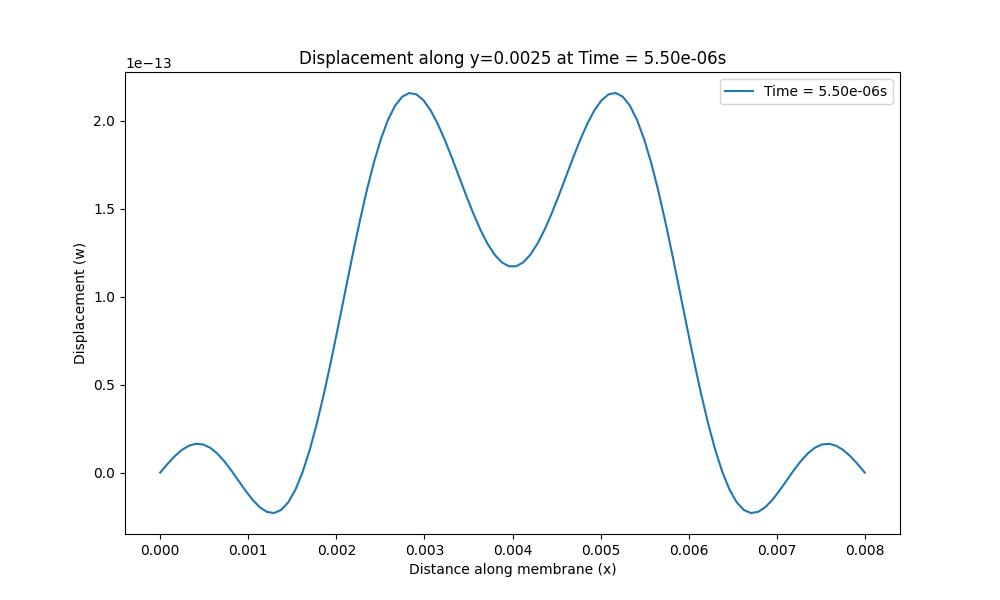 Displacement along y=0.0025 at Time = 5.50e-06s
1e−13
Time = 5.50e-06s
2.0
1.5
1.0
0.5
0.0
Displacement (w)
0.000 0.001 0.002 0.003 0.004 0.005 0.006 0.007 0.008
Distance along membrane (x)